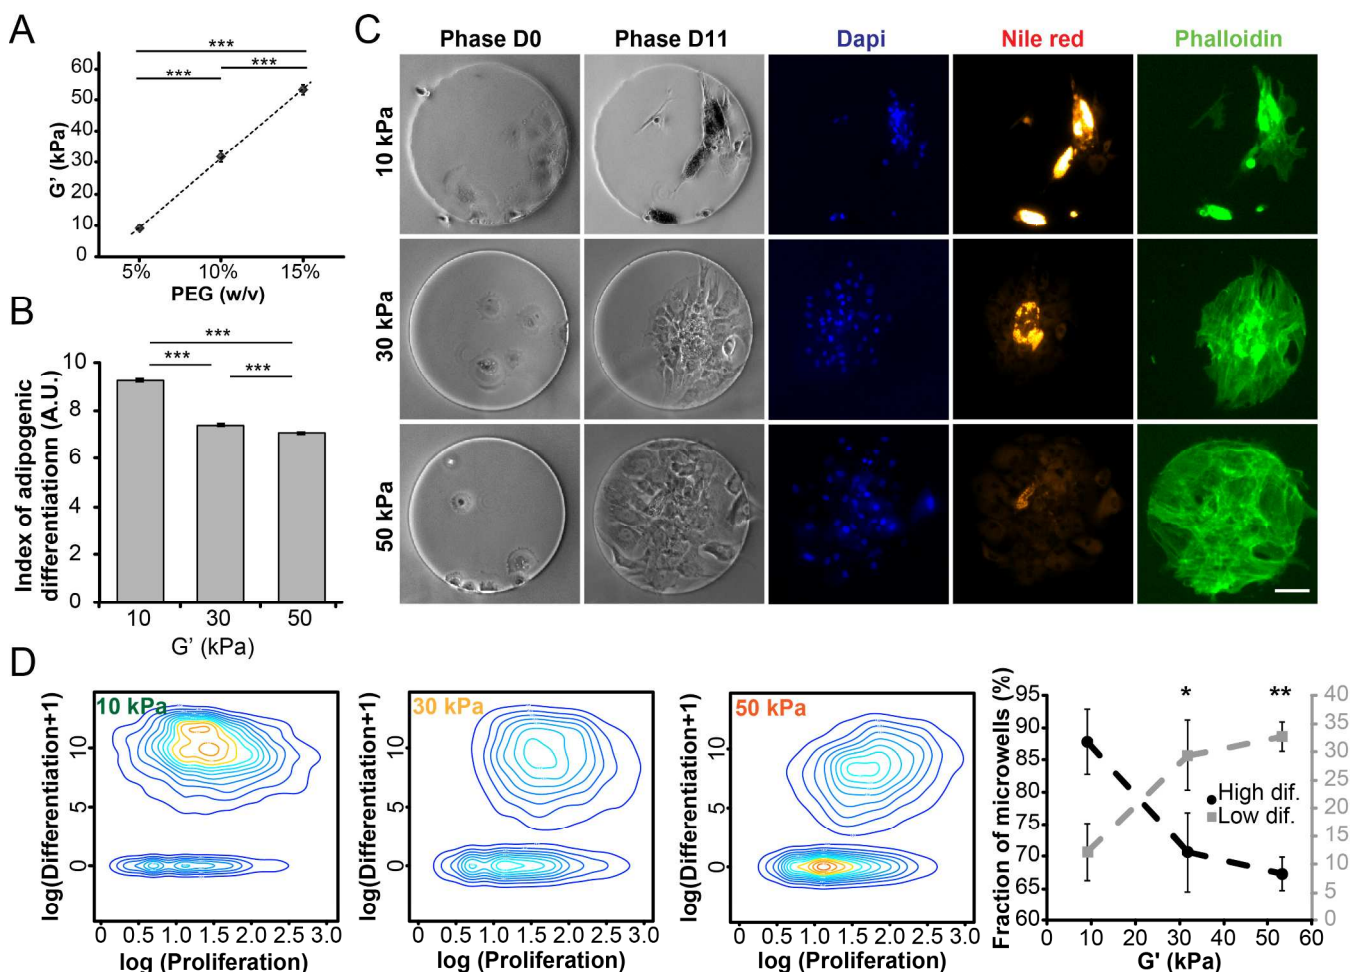 A
***
*** ***
G' (kPa)
60
50
40
30
20
10
0
5% 10% 15%
PEG (w/v)
B
***
*** ***
Index of adipogenic
differentiationn (A.U.)
10
8
6
4
2
0
10 30 50
G' (kPa)
C
Phase D0 Phase D11 Dapi Nile red Phalloidin
10 kPa
30 kPa
50 kPa
D
log(Differentiation+1)
10 kPa
10
5
0
0 0.5 1.0 1.5 2.0 2.5 3.0
log (Proliferation)
log(Differentiation+1)
30 kPa
10
5
0
0 0.5 1.0 1.5 2.0 2.5 3.0
log (Proliferation)
log(Differentiation+1)
50 kPa
10
5
0
0 0.5 1.0 1.5 2.0 2.5 3.0
log (Proliferation)
Fraction of microwells (%)
95
90
85
80
75
70
65
60
* **
High dif.
Low dif.
40
35
30
25
20
15
10
5
0
0 10 20 30 40 50 60
G' (kPa)